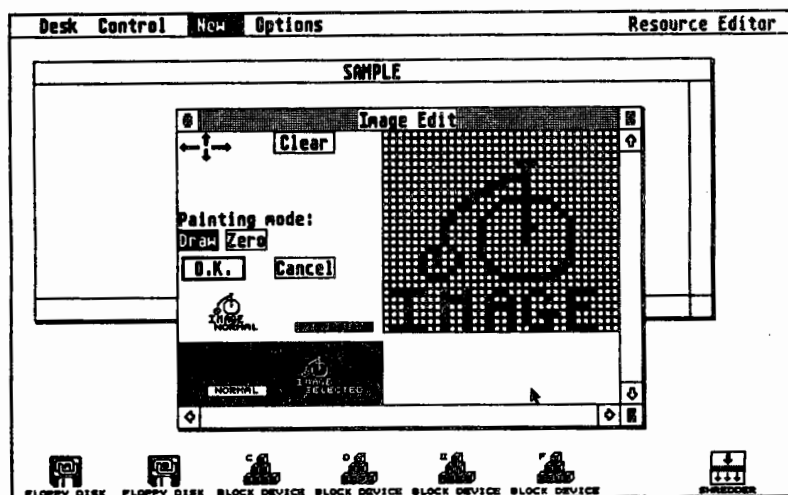 Desk Control New Options Resource Editor
SAMPLE
Image Edit
Clear
Painting mode:
Draw Zero
O.K. Cancel
IMAGE
IMAGE
NORMAL
NORMAL
IMAGE
SELECTED
C D E F
FLOPPY DISK FLOPPY DISK BLOCK DEVICE BLOCK DEVICE BLOCK DEVICE BLOCK DEVICE SHREDDER